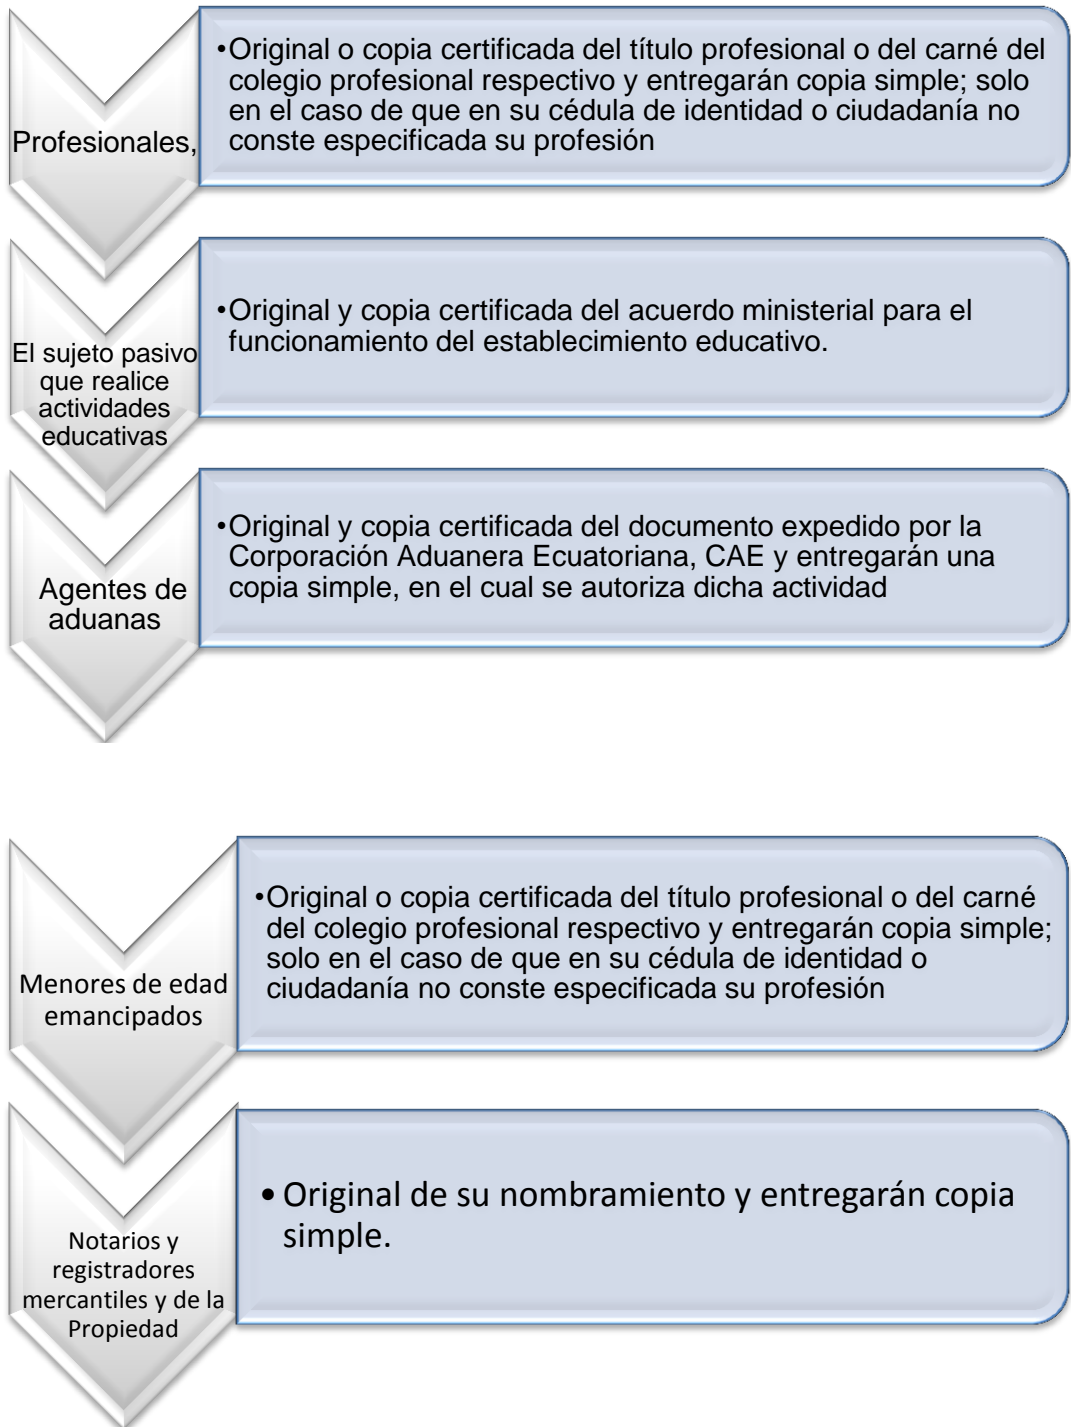 Profesionales,
•Original o copia certificada del título profesional o del carné del
colegio profesional respectivo y entregarán copia simple; solo
en el caso de que en su cédula de identidad o ciudadanía no
conste especificada su profesión
El sujeto pasivo
que realice
actividades
educativas
•Original y copia certificada del acuerdo ministerial para el
funcionamiento del establecimiento educativo.
Agentes de
aduanas
•Original y copia certificada del documento expedido por la
Corporación Aduanera Ecuatoriana, CAE y entregarán una
copia simple, en el cual se autoriza dicha actividad
Menores de edad
emancipados
•Original o copia certificada del título profesional o del carné
del colegio profesional respectivo y entregarán copia simple;
solo en el caso de que en su cédula de identidad o
ciudadanía no conste especificada su profesión
Notarios y
registradores
mercantiles y de la
Propiedad
• Original de su nombramiento y entregarán copia
simple.